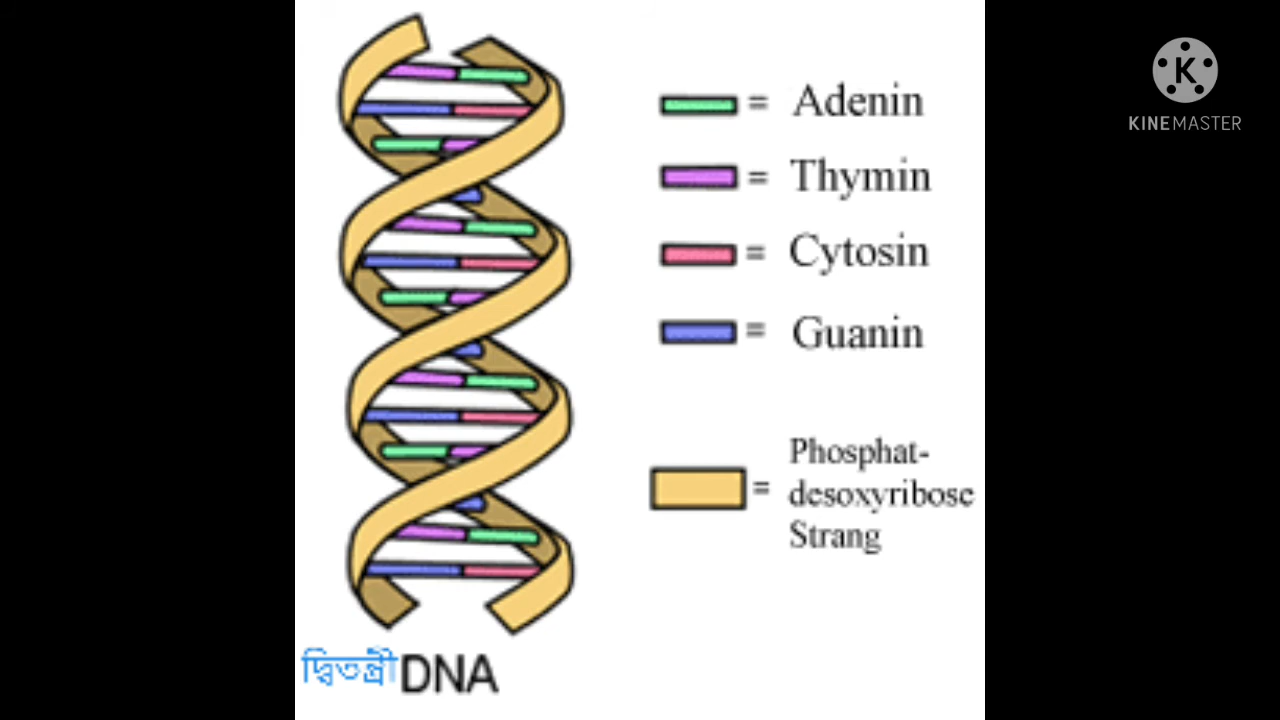 = Adenin
= Thymin
= Cytosin
= Guanin
= Phosphat-
desoxyribose
Strang
দ্বিতন্ত্রী DNA
K
KINEMASTER